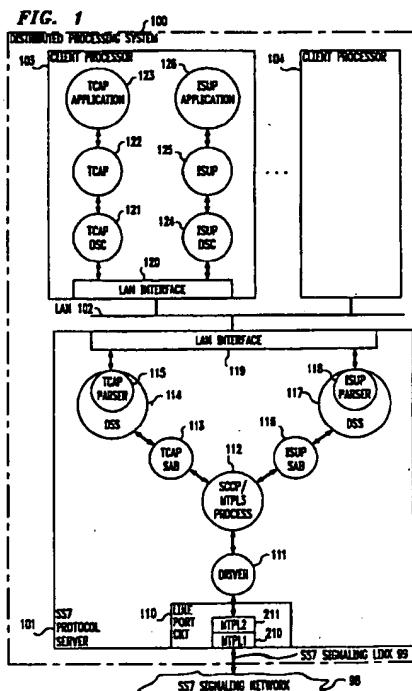 FIG. 1
100
DISTRIBUTED PROCESSING SYSTEM
103
CLIENT PROCESSOR
104
CLIENT PROCESSOR
123
126
TCAP
APPLICATION
ISUP
APPLICATION
122
125
TCAP
ISUP
121
124
TCAP
DSC
ISUP
DSC
120
LAN INTERFACE
...
LAN 102
LAN INTERFACE
119
115
118
TCAP
PARSER
114
DSS
117
ISUP
PARSER
DSS
113
112
116
TCAP
SAB
ISUP
SAB
SCCP/
MTPL3
PROCESS
111
DRIVER
110
LINE
PORT
CKT
211
MTPL2
210
MTPL1
101
SS7
PROTOCOL
SERVER
SS7 SIGNALING LINK 99
SS7 SIGNALING NETWORK
98